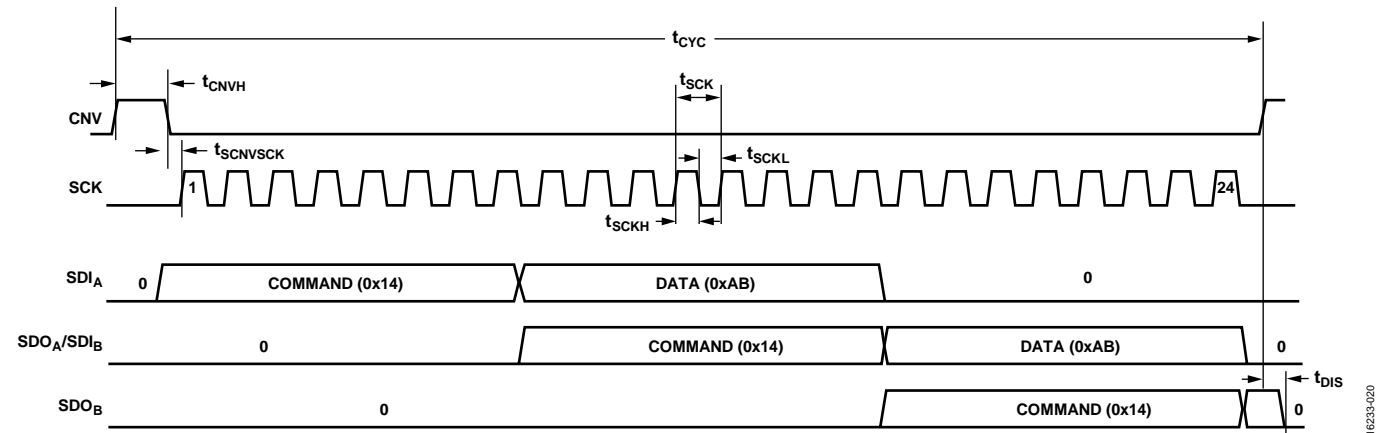 tCYC
tCNVH
tSCK
CNV
tSCNVSCK
tSCKL
SCK
1
24
tSCKH
SDIA
0
COMMAND (0x14)
DATA (0xAB)
0
SDOA/SDIB
0
COMMAND (0x14)
DATA (0xAB)
0
tDIS
SDOB
0
COMMAND (0x14)
0
16233-020